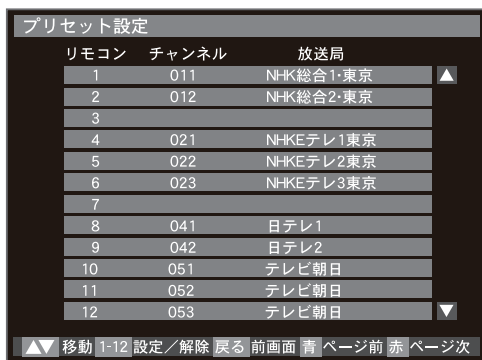 プリセット設定
リモコン チャンネル 放送局
1 011 NHK総合1・東京
2 012 NHK総合2・東京
3
4 021 NHKEテレ1東京
5 022 NHKEテレ2東京
6 023 NHKEテレ3東京
7
8 041 日テレ1
9 042 日テレ2
10 051 テレビ朝日
11 052 テレビ朝日
12 053 テレビ朝日
▲▼ 移動 1-12 設定／解除 戻る 前画面 青 ページ前 赤 ページ次